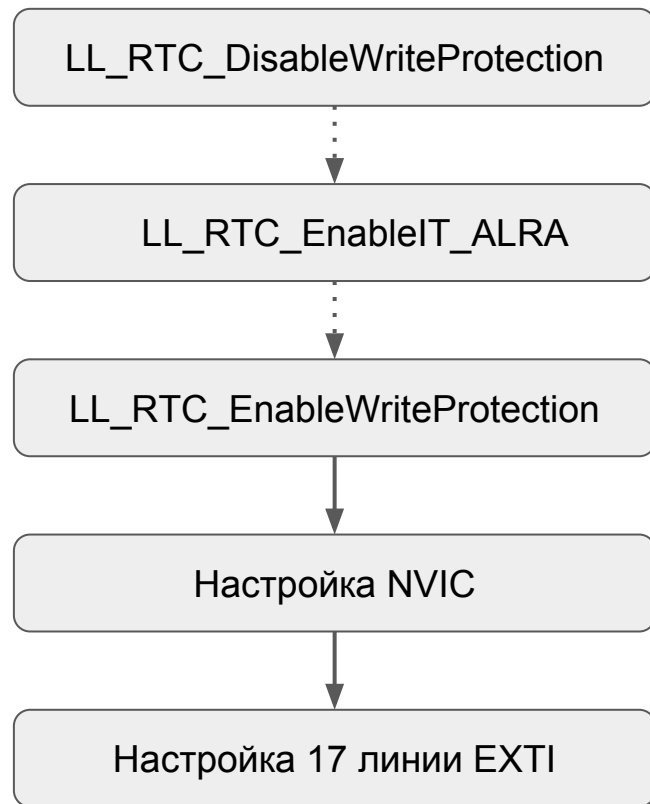 LL_RTC_DisableWriteProtection
LL_RTC_EnableIT_ALRA
LL_RTC_EnableWriteProtection
Настройка NVIC
Настройка 17 линии EXTI